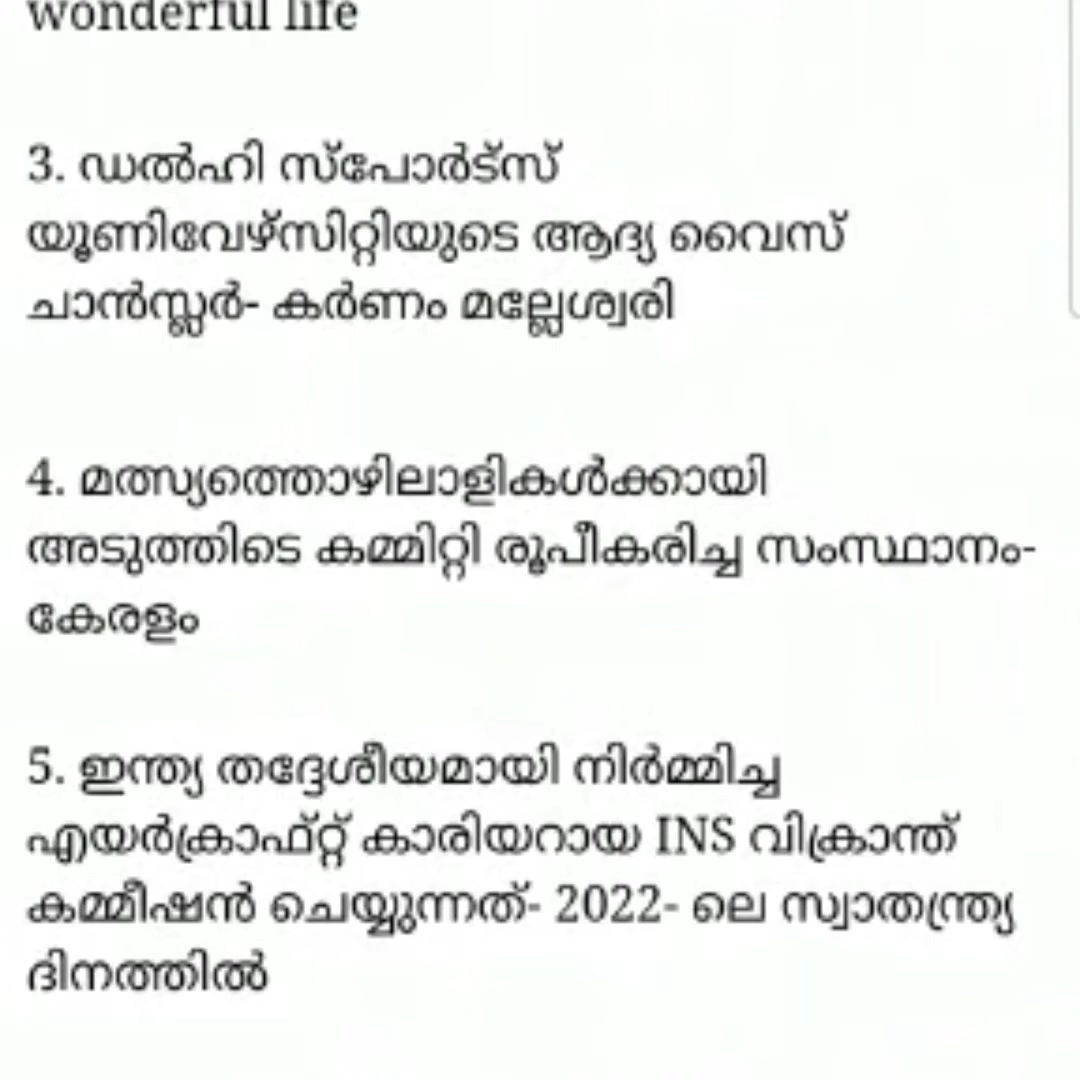 wonderful life
3. ഡൽഹി സ്പോർട്സ്
യൂണിവേഴ്സിറ്റിയുടെ ആദ്യ വൈസ്
ചാൻസ്ലർ- കർണം മല്ലേശ്വരി
4. മത്സ്യത്തൊഴിലാളികൾക്കായി
അടുത്തിടെ കമ്മിറ്റി രൂപീകരിച്ച സംസ്ഥാനം-
കേരളം
5. ഇന്ത്യ തദ്ദേശീയമായി നിർമ്മിച്ച
എയർക്രാഫ്റ്റ് കാരിയറായ INS വിക്രാന്ത്
കമ്മീഷൻ ചെയ്യുന്നത്- 2022- ലെ സ്വാതന്ത്ര്യ
ദിനത്തിൽ